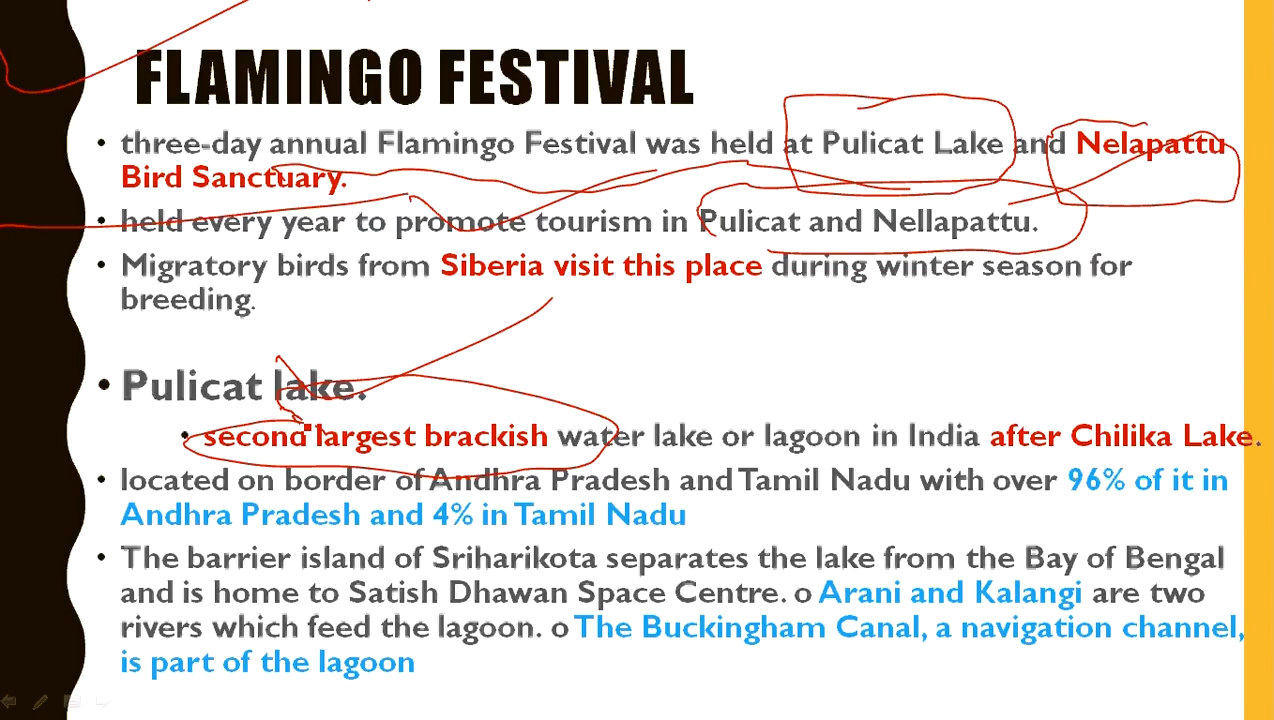 FLAMINGO FESTIVAL
• three-day annual Flamingo Festival was held at Pulicat Lake and Nelapattu
Bird Sanctuary.
• held every year to promote tourism in Pulicat and Nellapattu.
• Migratory birds from Siberia visit this place during winter season for
breeding.
• Pulicat lake.
• second largest brackish water lake or lagoon in India after Chilika Lake.
• located on border of Andhra Pradesh and Tamil Nadu with over 96% of it in
Andhra Pradesh and 4% in Tamil Nadu
• The barrier island of Sriharikota separates the lake from the Bay of Bengal
and is home to Satish Dhawan Space Centre. o Arani and Kalangi are two
rivers which feed the lagoon. o The Buckingham Canal, a navigation channel,
is part of the lagoon